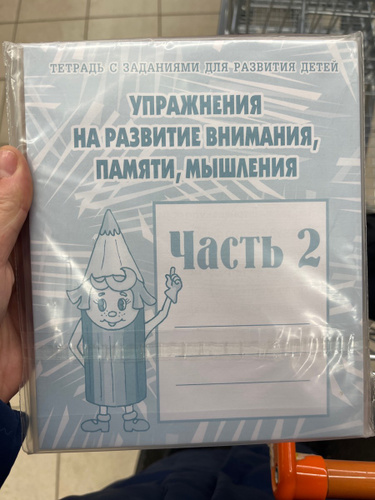 ТЕТРАДЬ С ЗАДАНИЯМИ ДЛЯ РАЗВИТИЯ ДЕТЕЙ
УПРАЖНЕНИЯ
НА РАЗВИТИЕ ВНИМАНИЯ,
ПАМЯТИ, МЫШЛЕНИЯ
Часть 2